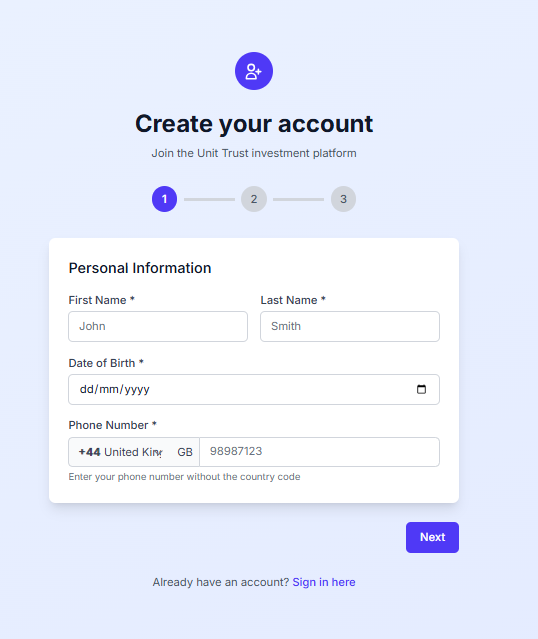 Create your account
Join the Unit Trust investment platform
1 2 3
Personal Information
First Name * Last Name *
John Smith
Date of Birth *
dd/mm/yyyy
Phone Number *
+44 United GB 98987123
Enter your phone number without the country code
Next
Already have an account? Sign in here